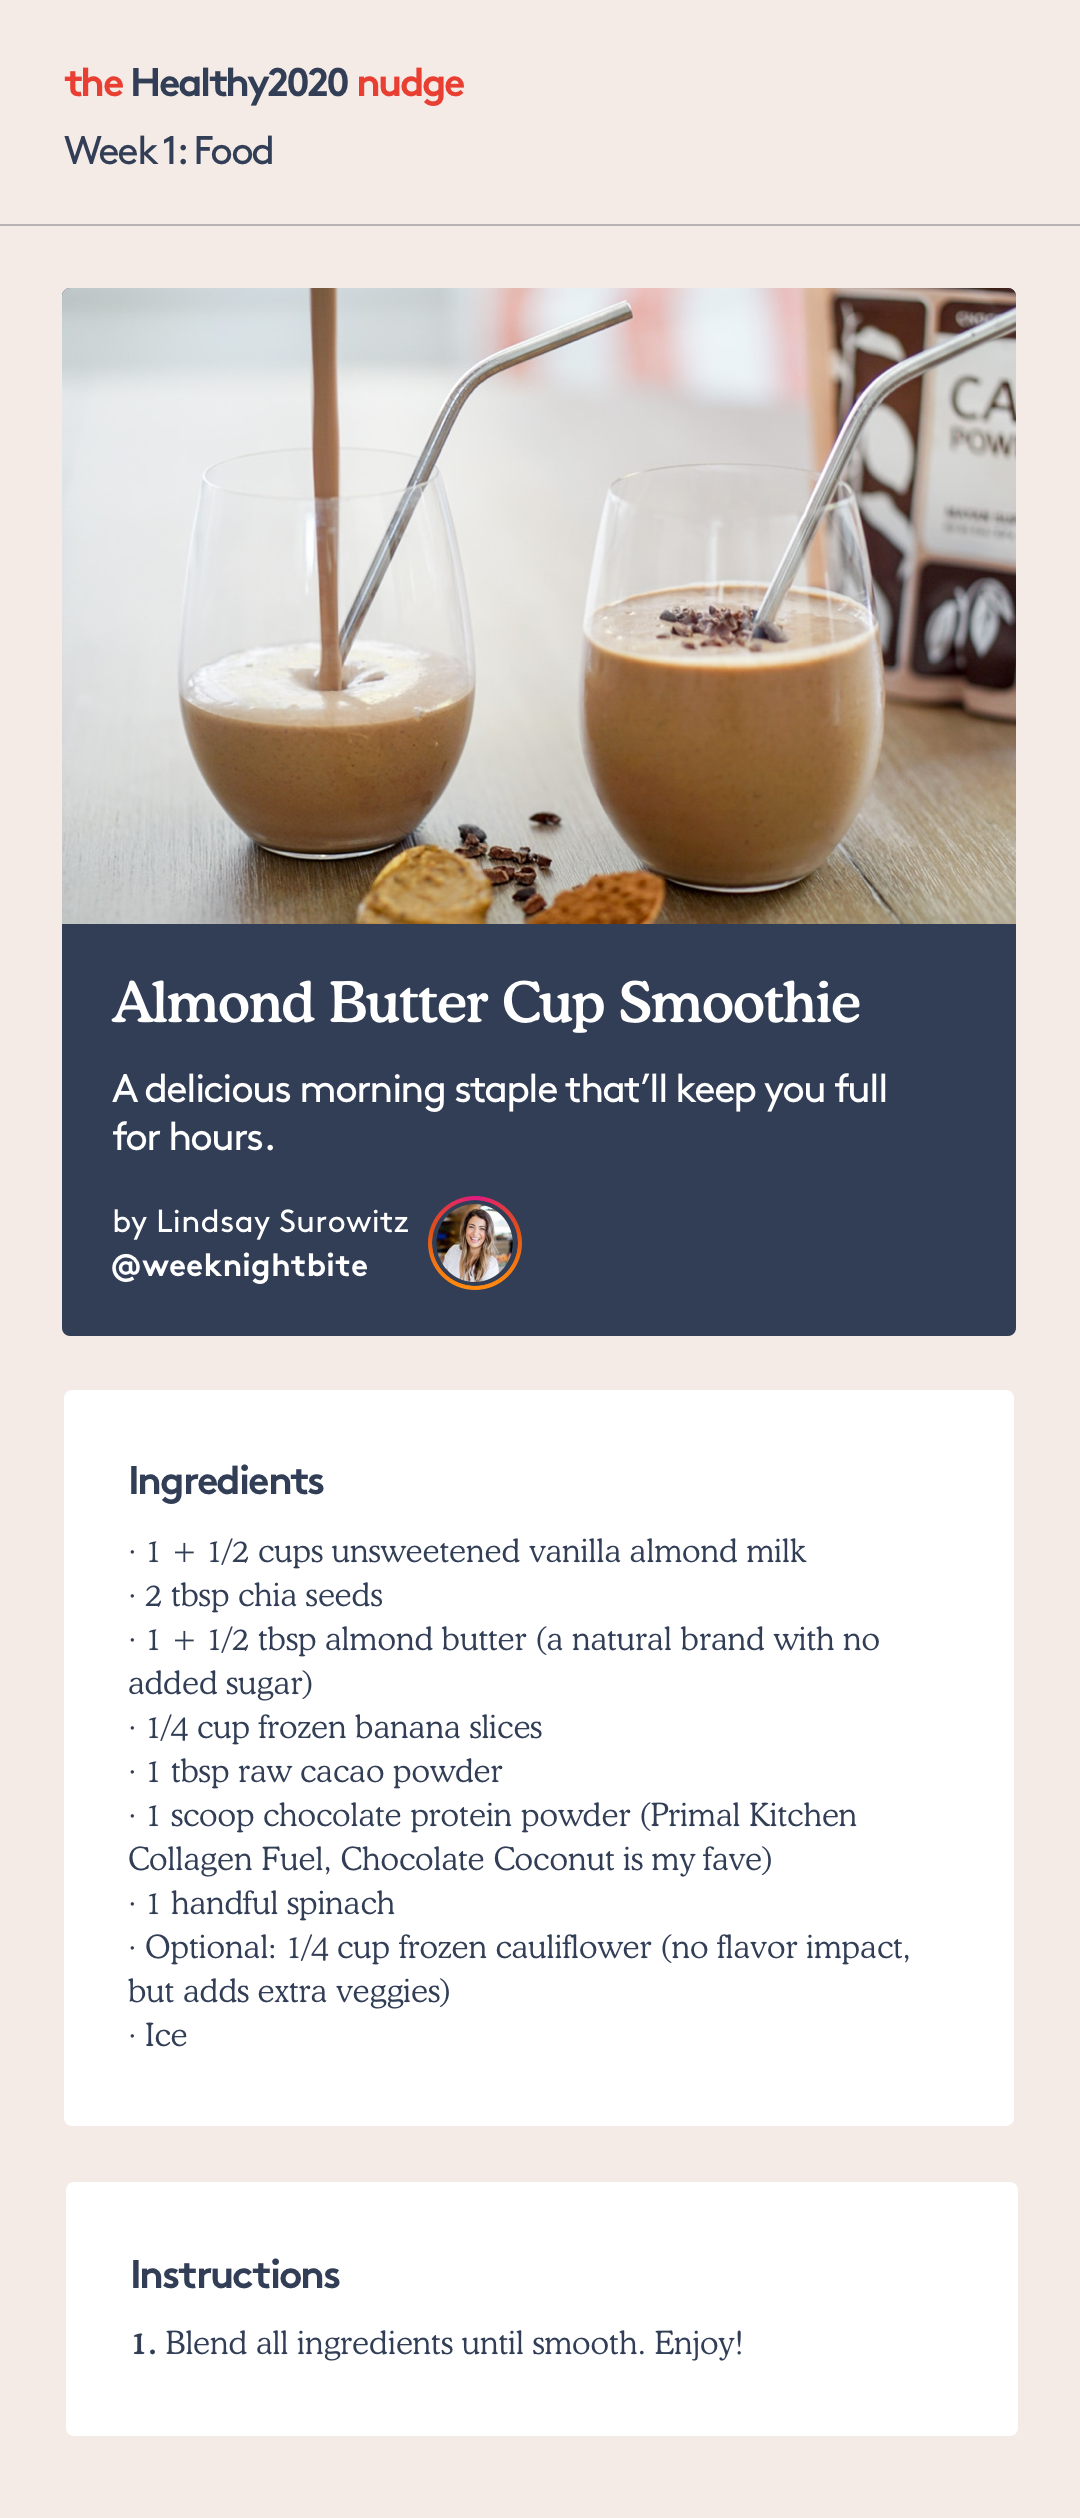 the Healthy2020 nudge
Week 1: Food
CA
POW
Almond Butter Cup Smoothie
A delicious morning staple that’ll keep you full
for hours.
by Lindsay Surowitz
@weeknightbite
Ingredients
· 1 + 1/2 cups unsweetened vanilla almond milk
· 2 tbsp chia seeds
· 1 + 1/2 tbsp almond butter (a natural brand with no
added sugar)
· 1/4 cup frozen banana slices
· 1 tbsp raw cacao powder
· 1 scoop chocolate protein powder (Primal Kitchen
Collagen Fuel, Chocolate Coconut is my fave)
· 1 handful spinach
· Optional: 1/4 cup frozen cauliflower (no flavor impact,
but adds extra veggies)
· Ice
Instructions
1. Blend all ingredients until smooth. Enjoy!